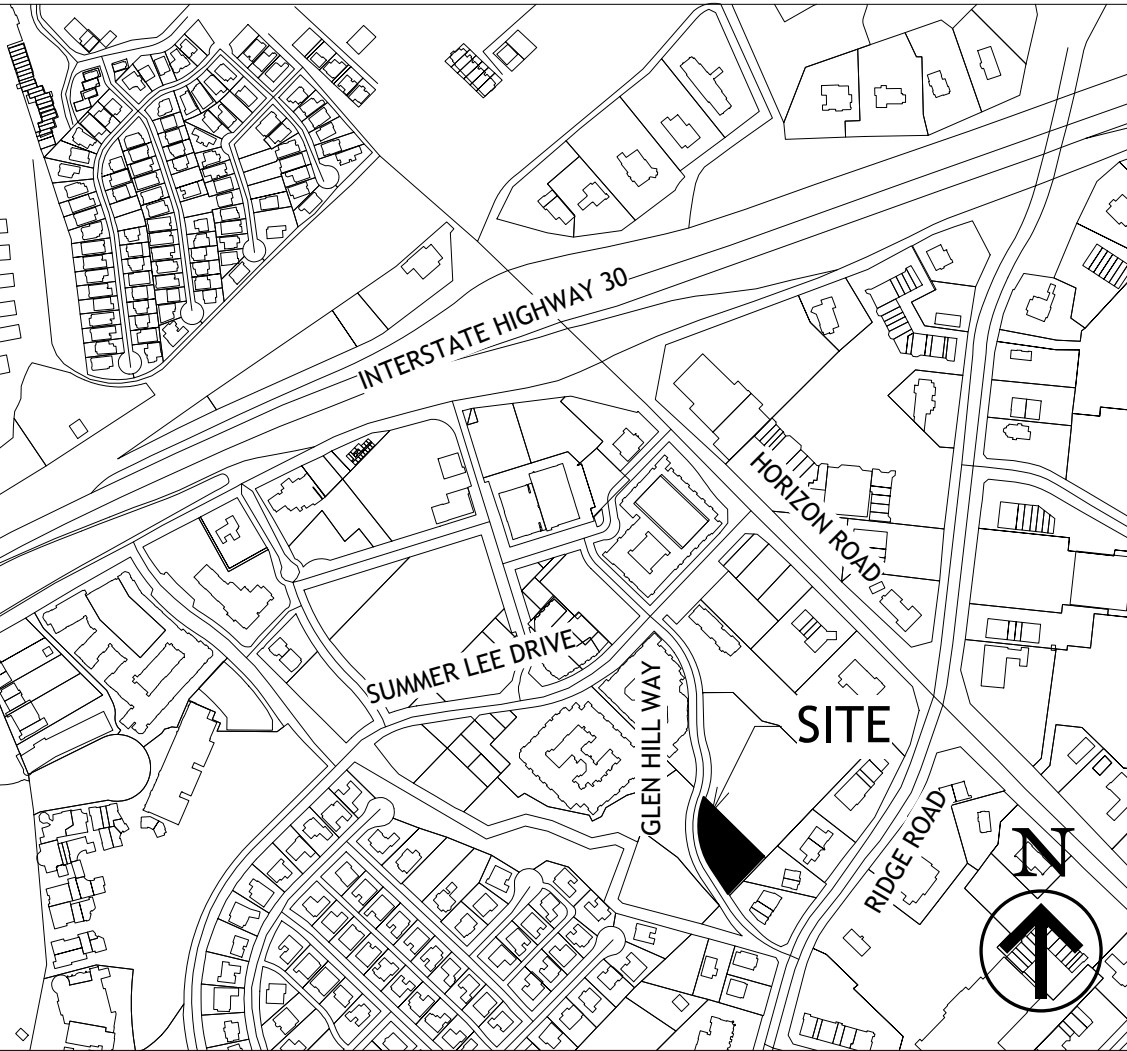 INTERSTATE HIGHWAY 30
HORIZON ROAD
SUMMER LEE DRIVE
GLEN HILL WAY
SITE
RIDGE ROAD
N